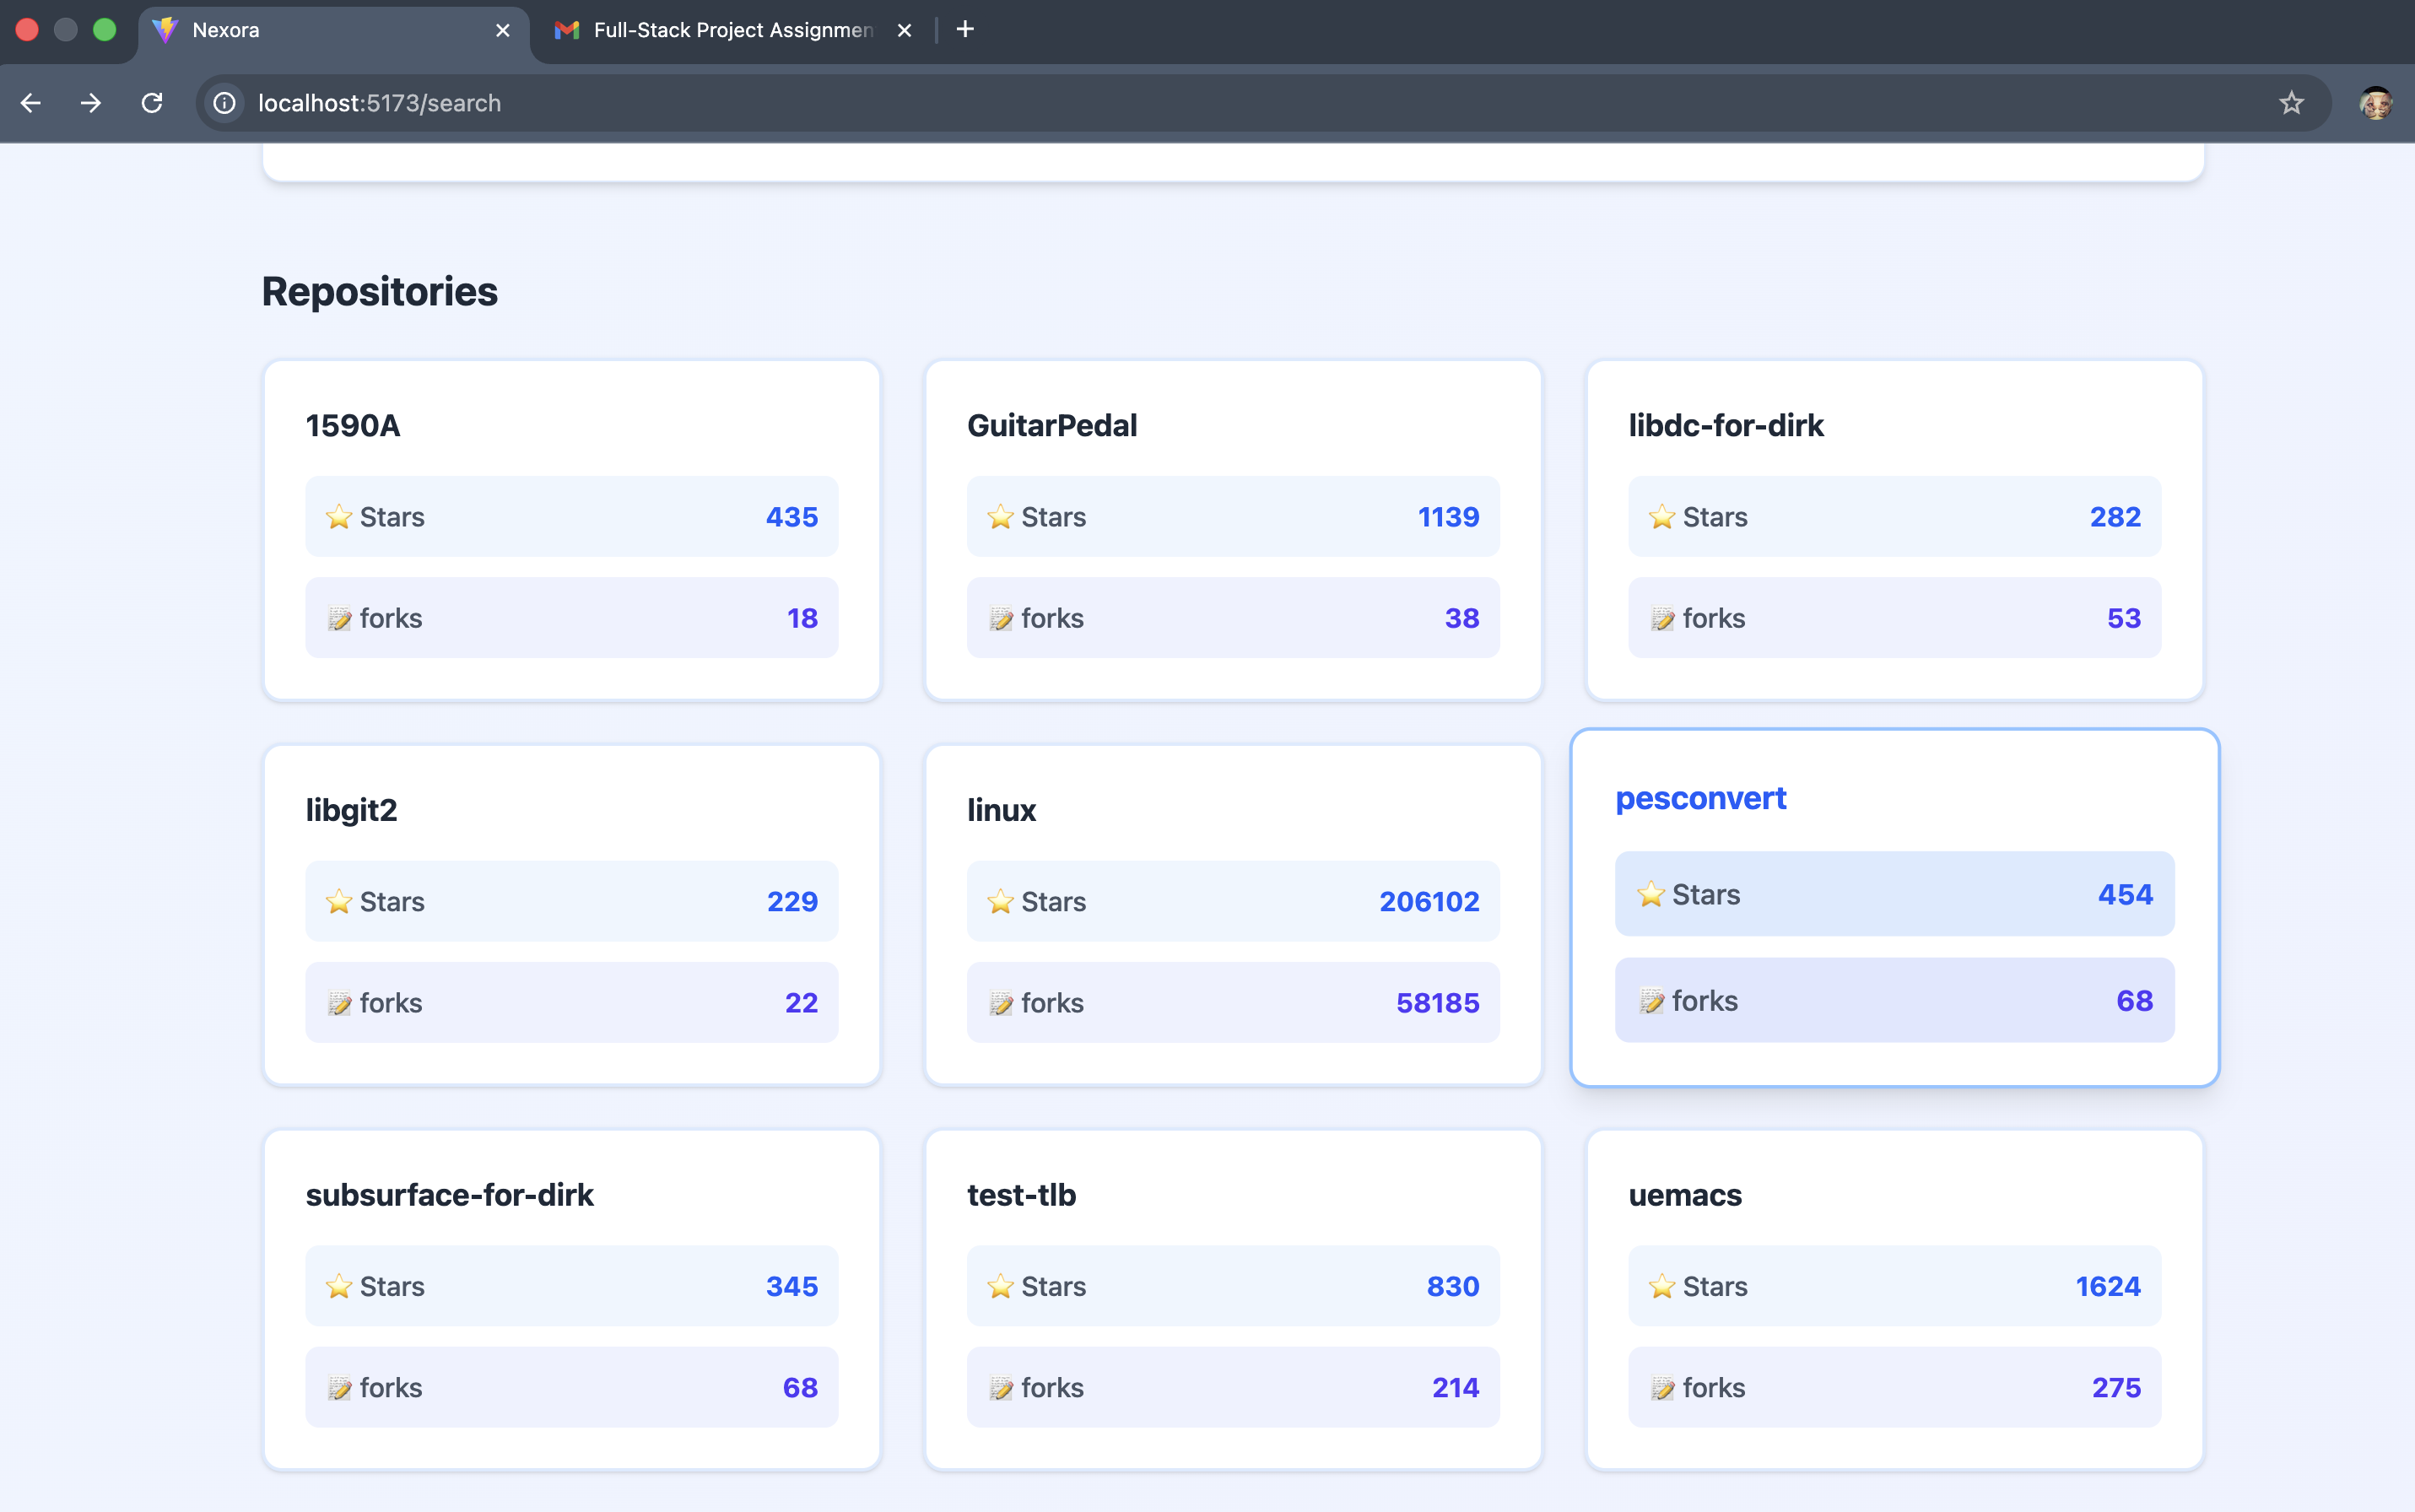 Nexora
Full-Stack Project Assignmen
localhost:5173/search
Repositories
1590A
Stars 435
forks 18
GuitarPedal
Stars 1139
forks 38
libdc-for-dirk
Stars 282
forks 53
libgit2
Stars 229
forks 22
linux
Stars 206102
forks 58185
pesconvert
Stars 454
forks 68
subsurface-for-dirk
Stars 345
forks 68
test-tlb
Stars 830
forks 214
uemacs
Stars 1624
forks 275